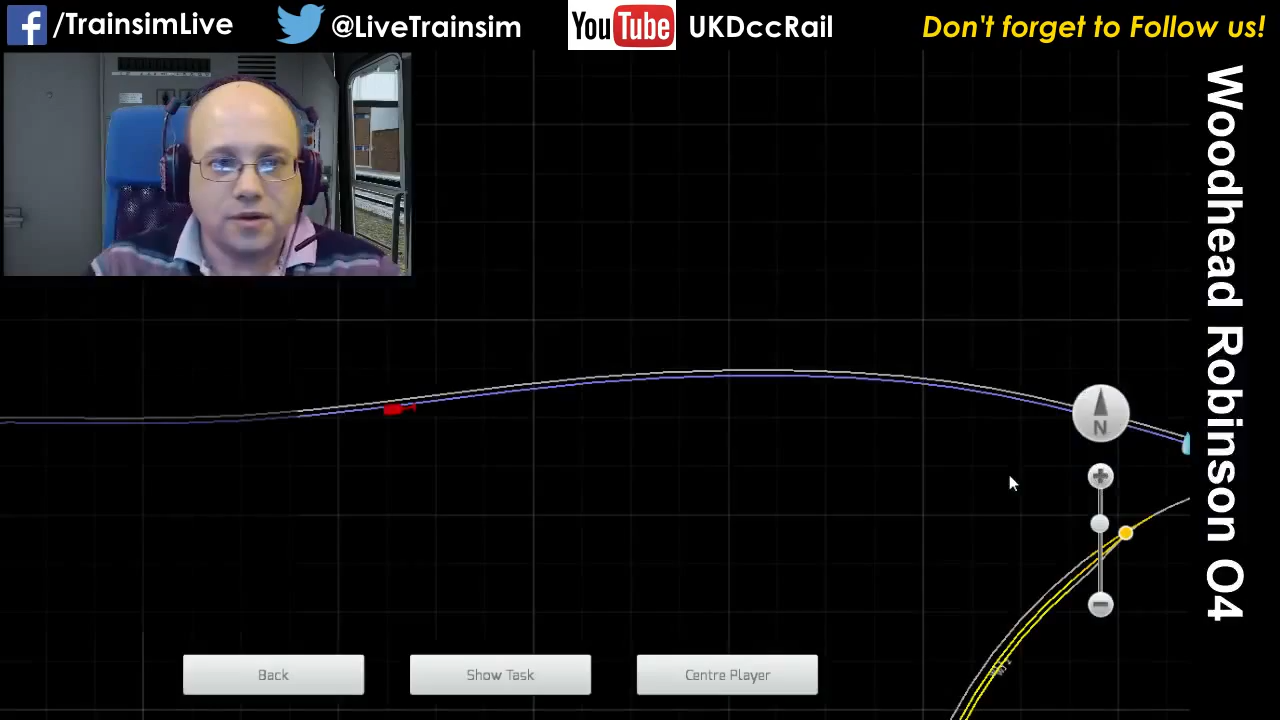 /TrainsimLive
@LiveTrainsim
YouTube
UKDccRail
Don't forget to Follow us!
Woodhead Robinson O4
N
Back
Show Task
Centre Player